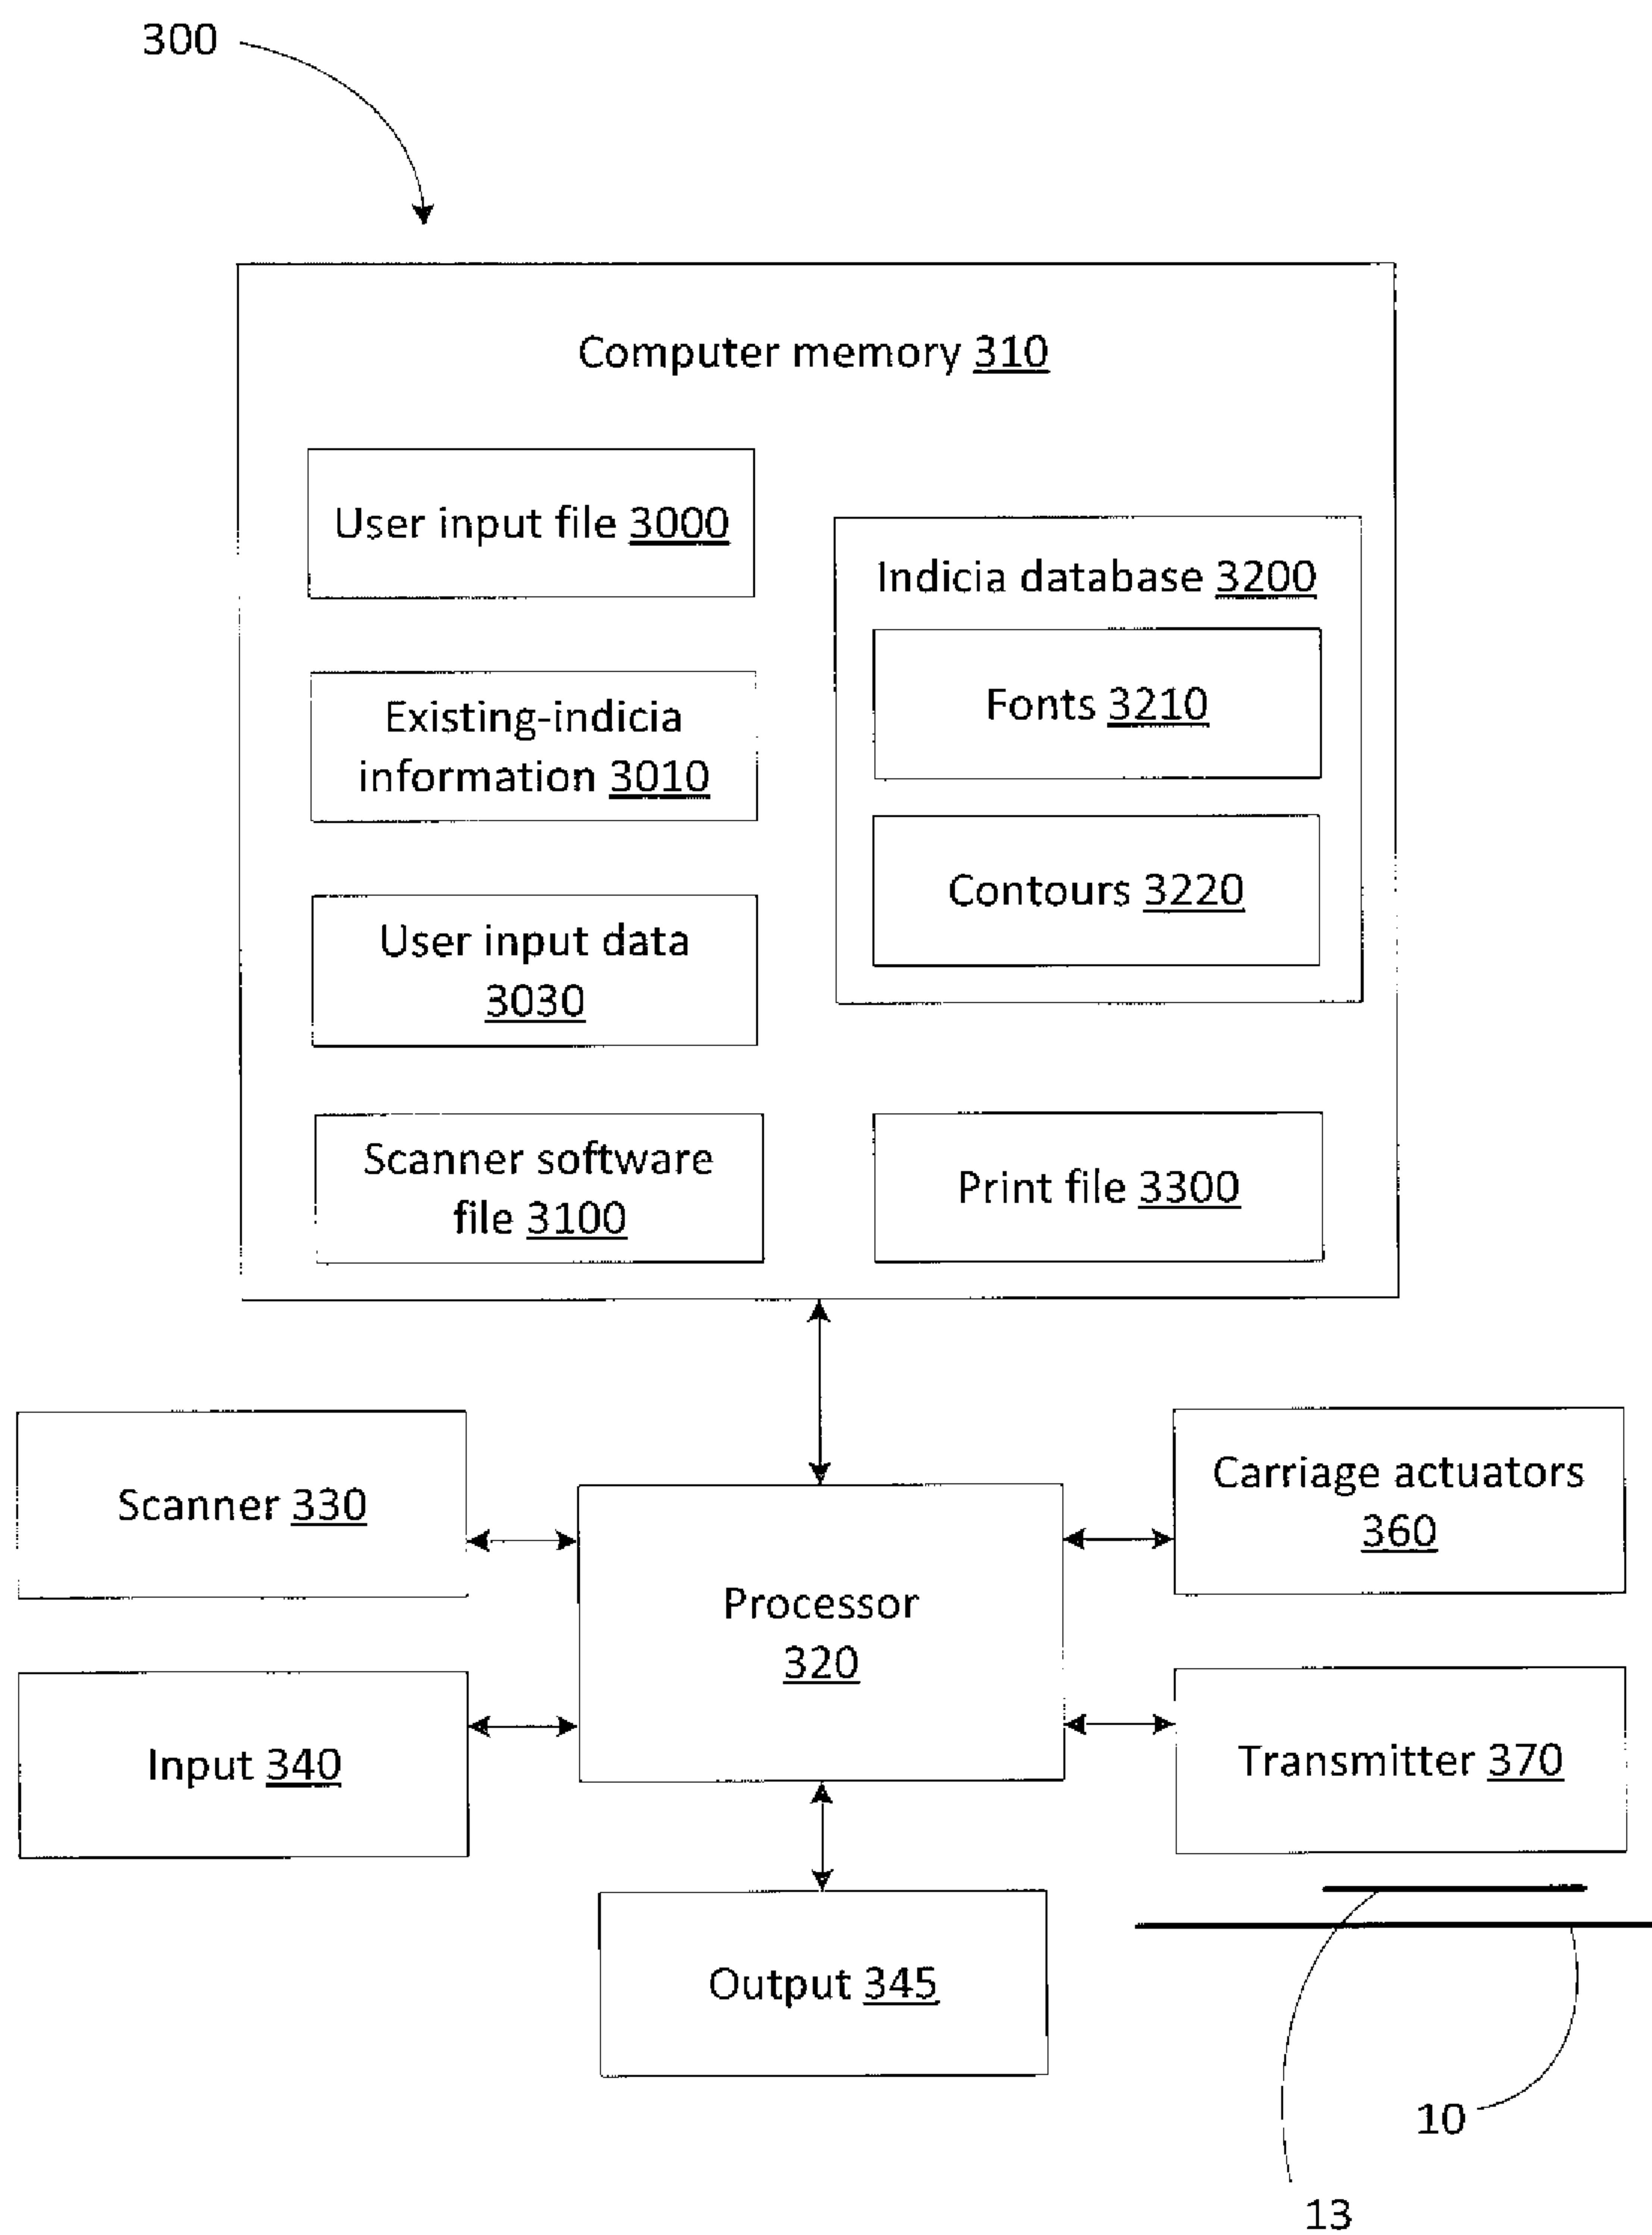 300
Computer memory 310
User input file 3000
Existing-indicia
information 3010
User input data
3030
Scanner software
file 3100
Indicia database 3200
Fonts 3210
Contours 3220
Print file 3300
Scanner 330
Input 340
Processor
320
Carriage actuators
360
Transmitter 370
Output 345
10
13